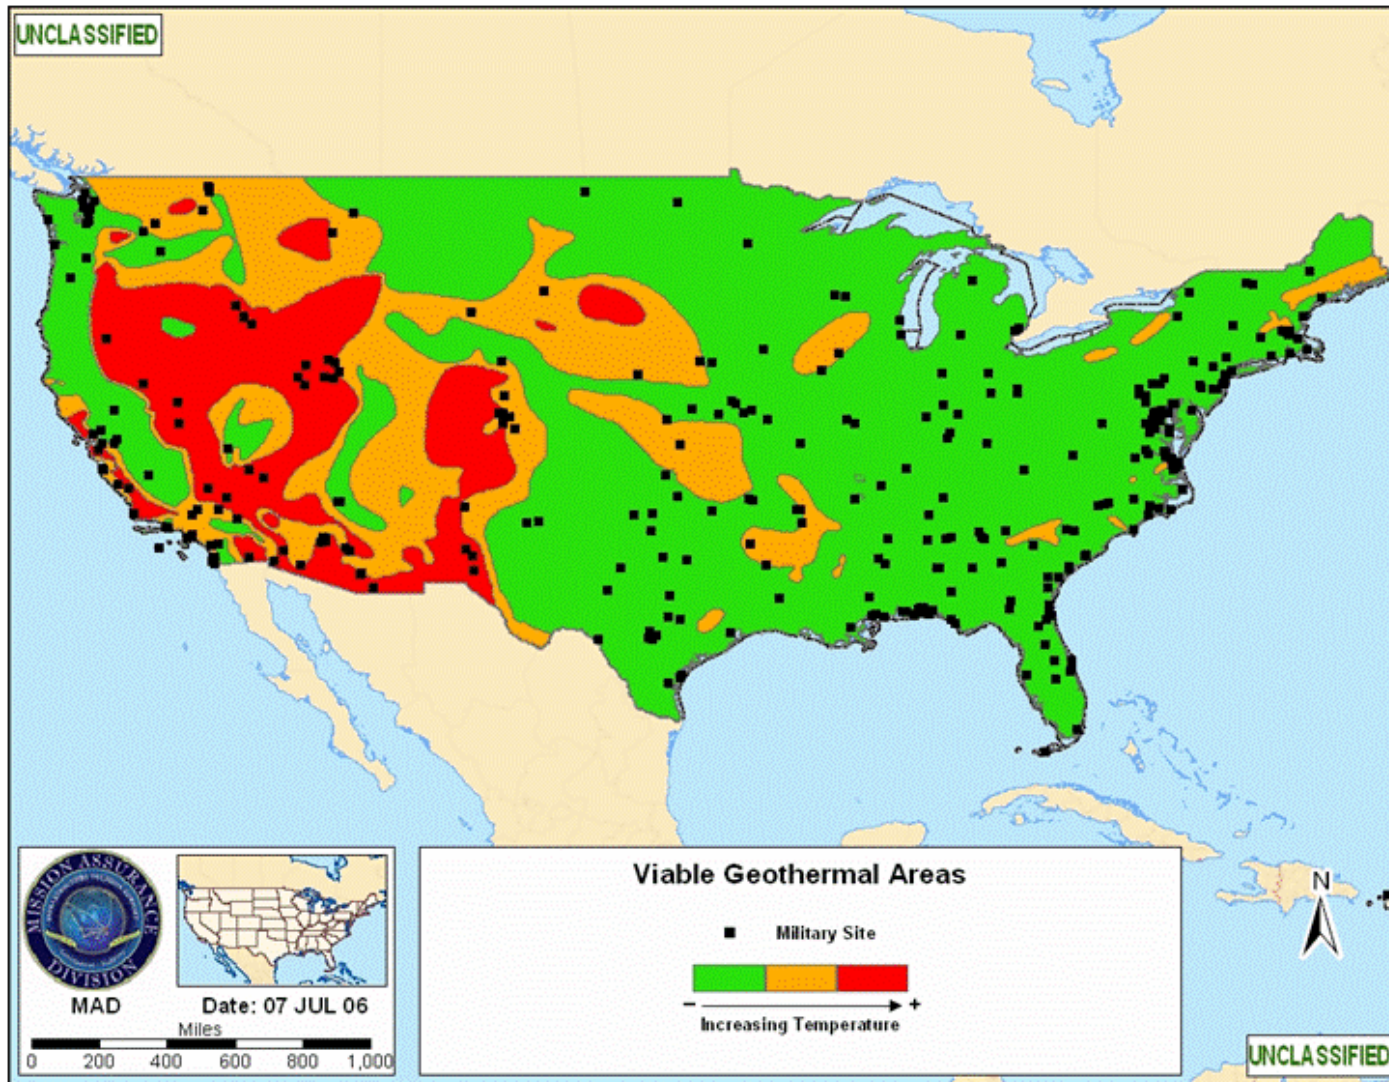 UNCLASSIFIED
MISSION ASSURANCE
DIVISION
MAD
Date: 07 JUL 06
Miles
0 200 400 600 800 1,000
Viable Geothermal Areas
Military Site
− +
Increasing Temperature
N
UNCLASSIFIED